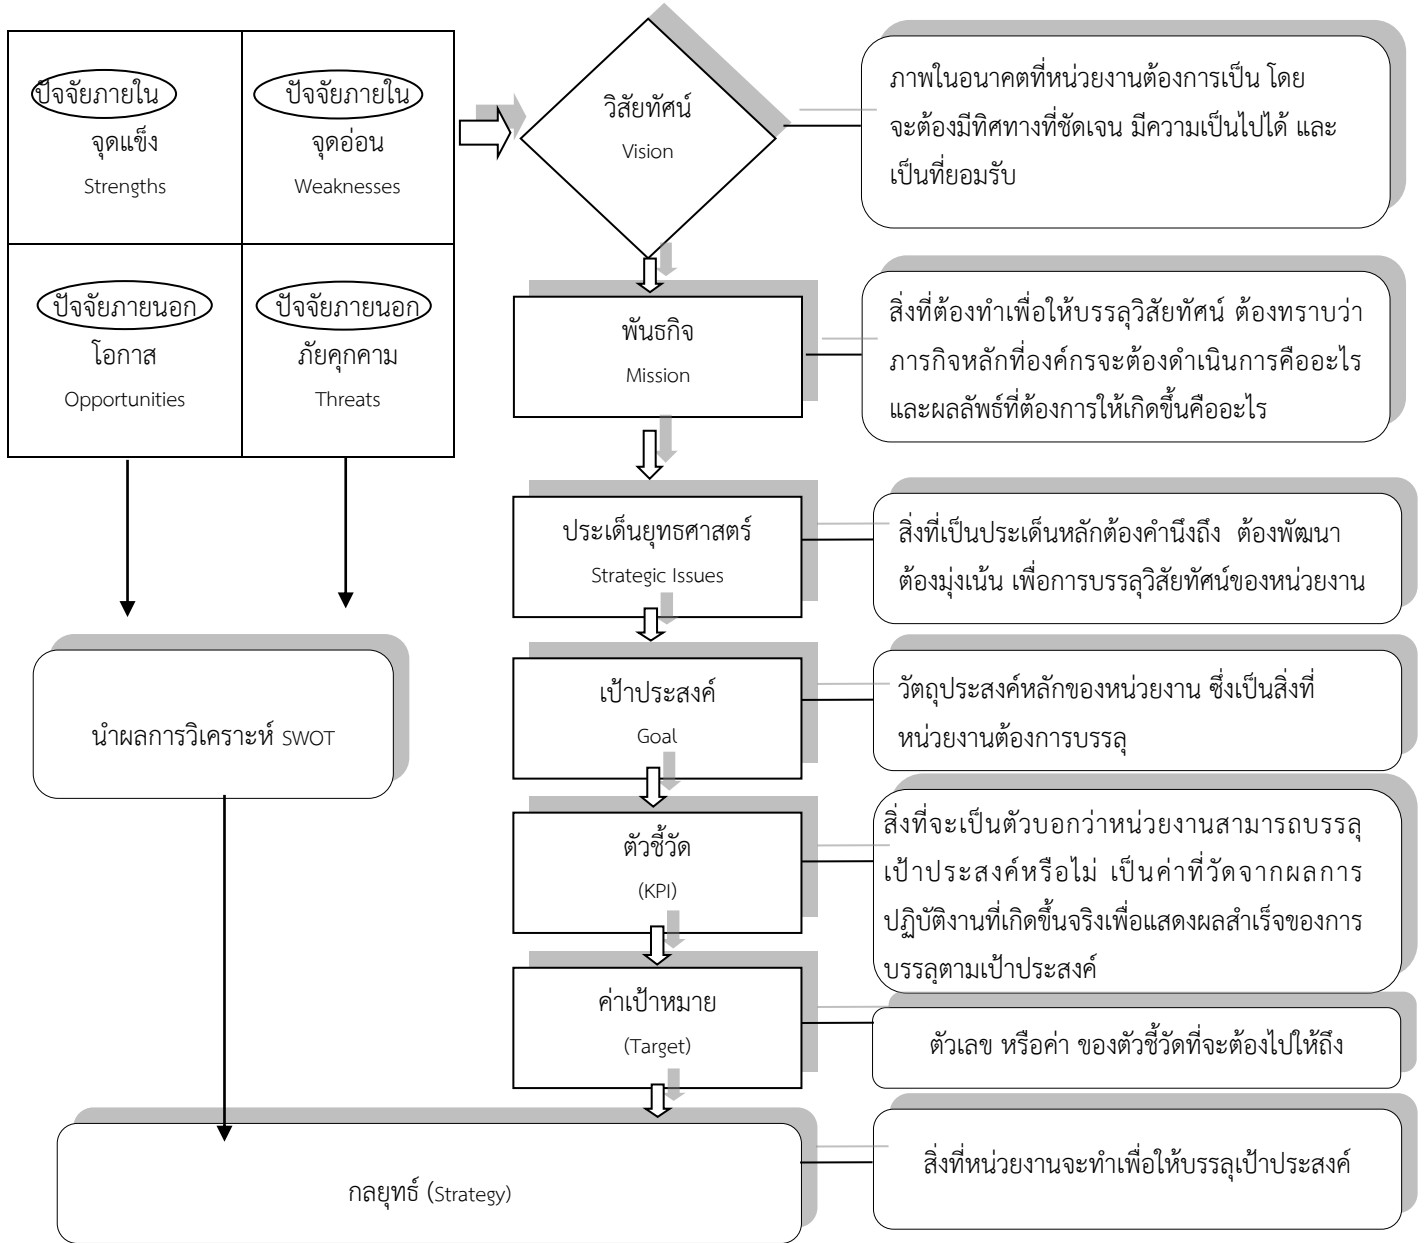 ปัจจัยภายใน
จุดแข็ง
Strengths
ปัจจัยภายใน
จุดอ่อน
Weaknesses
ปัจจัยภายนอก
โอกาส
Opportunities
ปัจจัยภายนอก
ภัยคุกคาม
Threats
นำผลการวิเคราะห์ SWOT
วิสัยทัศน์
Vision
ภาพในอนาคตที่หน่วยงานต้องการเป็น โดย
จะต้องมีทิศทางที่ชัดเจน มีความเป็นไปได้ และ
เป็นที่ยอมรับ
พันธกิจ
Mission
สิ่งที่ต้องทำเพื่อให้บรรลุวิสัยทัศน์ ต้องทราบว่า
ภารกิจหลักที่องค์กรจะต้องดำเนินการคืออะไร
และผลลัพธ์ที่ต้องการให้เกิดขึ้นคืออะไร
ประเด็นยุทธศาสตร์
Strategic Issues
สิ่งที่เป็นประเด็นหลักต้องคำนึงถึง ต้องพัฒนา
ต้องมุ่งเน้น เพื่อการบรรลุวิสัยทัศน์ของหน่วยงาน
เป้าประสงค์
Goal
วัตถุประสงค์หลักของหน่วยงาน ซึ่งเป็นสิ่งที่
หน่วยงานต้องการบรรลุ
ตัวชี้วัด
(KPI)
สิ่งที่จะเป็นตัวบอกว่าหน่วยงานสามารถบรรลุ
เป้าประสงค์หรือไม่ เป็นค่าที่วัดจากผลการ
ปฏิบัติงานที่เกิดขึ้นจริงเพื่อแสดงผลสำเร็จของการ
บรรลุตามเป้าประสงค์
ค่าเป้าหมาย
(Target)
ตัวเลข หรือค่า ของตัวชี้วัดที่จะต้องไปให้ถึง
กลยุทธ์ (Strategy)
สิ่งที่หน่วยงานจะทำเพื่อให้บรรลุเป้าประสงค์